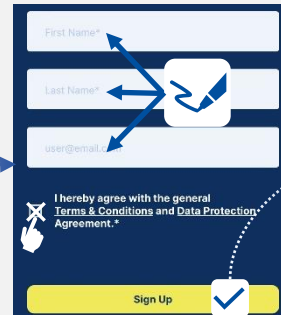 First Name*
Last Name*
user@email.com
I hereby agree with the general
Terms & Conditions and Data Protection
Agreement.*
Sign Up